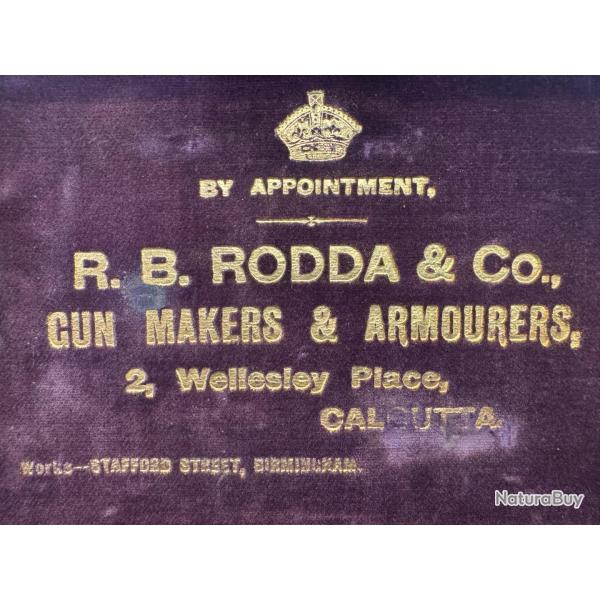 BY APPOINTMENT,
R. B. RODDA & Co.,
GUN MAKERS & ARMOURERS,
2, Wellesley Place,
CALCUTTA.
Works--STAFFORD STREET, BIRMINGHAM.
NaturaBuy